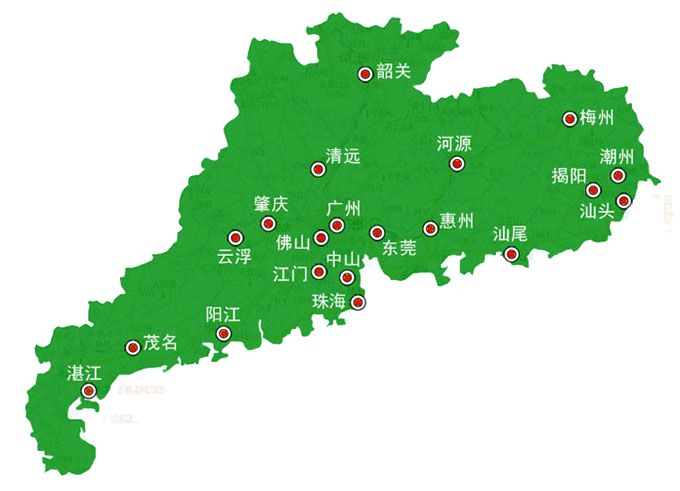 韶关
梅州
河源
潮州
清远
揭阳
肇庆
广州
汕头
惠州
佛山
汕尾
东莞
云浮
中山
江门
珠海
阳江
茂名
湛江